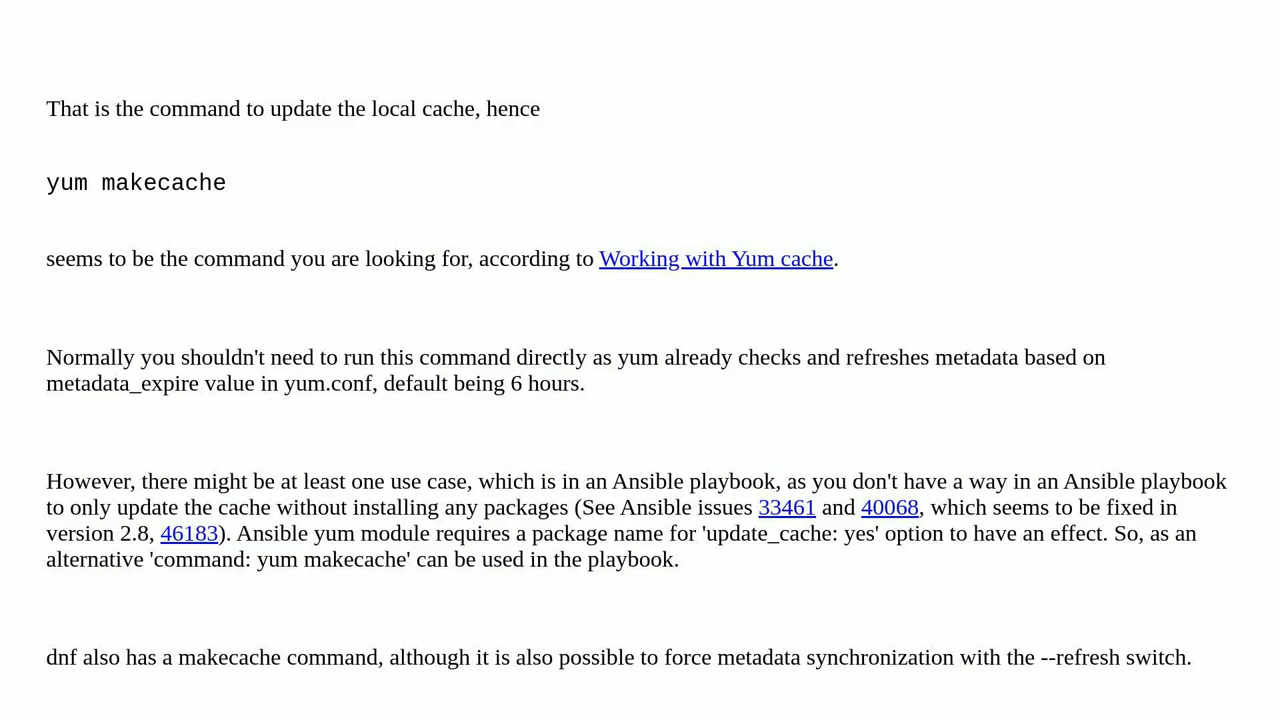 That is the command to update the local cache, hence
yum makecache
seems to be the command you are looking for, according to Working with Yum cache.
Normally you shouldn't need to run this command directly as yum already checks and refreshes metadata based on
metadata_expire value in yum.conf, default being 6 hours.
However, there might be at least one use case, which is in an Ansible playbook, as you don't have a way in an Ansible playbook
to only update the cache without installing any packages (See Ansible issues 33461 and 40068, which seems to be fixed in
version 2.8, 46183). Ansible yum module requires a package name for 'update_cache: yes' option to have an effect. So, as an
alternative 'command: yum makecache' can be used in the playbook.
dnf also has a makecache command, although it is also possible to force metadata synchronization with the --refresh switch.